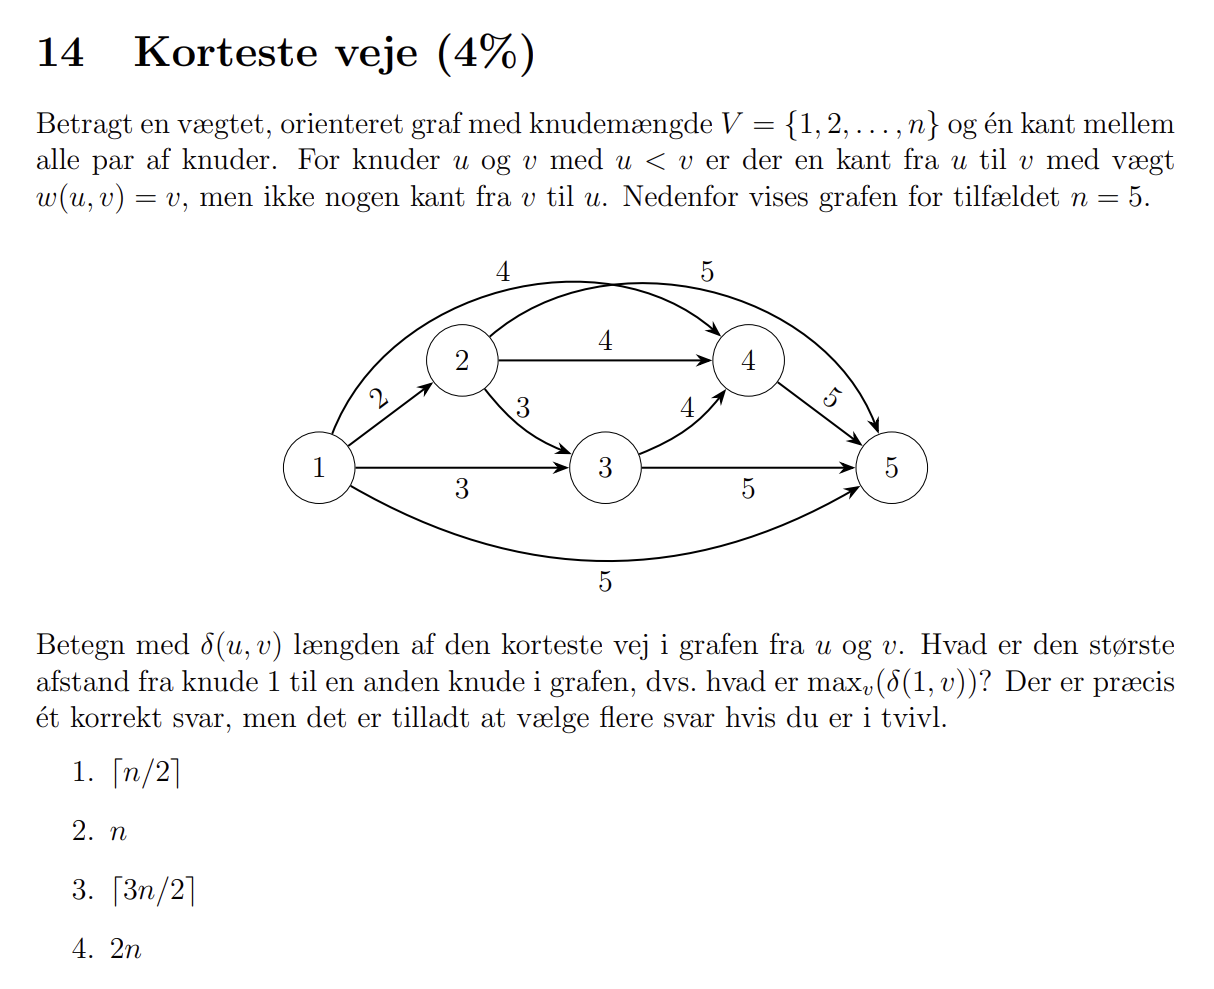 14 Korteste veje (4%)
Betragt en vægtet, orienteret graf med knudemængde V = {1, 2, . . . , n} og én kant mellem
alle par af knuder. For knuder u og v med u < v er der en kant fra u til v med vægt
w(u, v) = v, men ikke nogen kant fra v til u. Nedenfor vises grafen for tilfældet n = 5.
4 5
4
2 4
2
3 4 5
1 3 5
3 5
5
Betegn med δ(u, v) længden af den korteste vej i grafen fra u og v. Hvad er den største
afstand fra knude 1 til en anden knude i grafen, dvs. hvad er maxᵥ(δ(1, v))? Der er præcis
ét korrekt svar, men det er tilladt at vælge flere svar hvis du er i tvivl.
1. ⌈n/2⌉
2. n
3. ⌈3n/2⌉
4. 2n